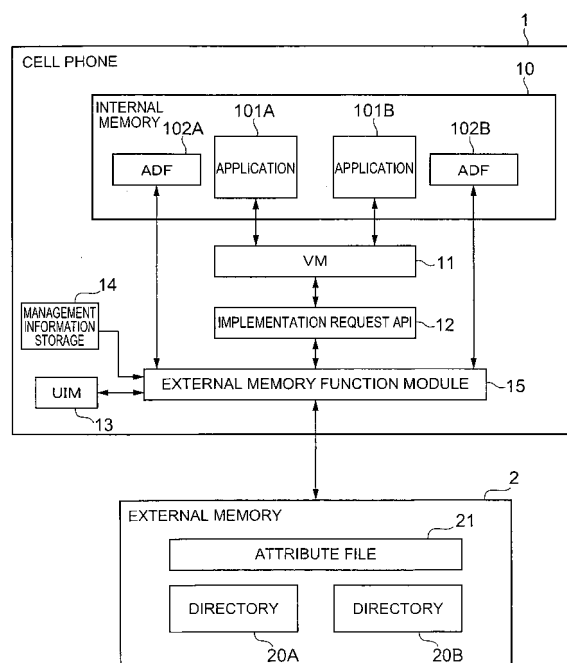 1
CELL PHONE
10
INTERNAL
MEMORY
102A
101A
101B
102B
ADF
APPLICATION
APPLICATION
ADF
VM
11
14
MANAGEMENT
INFORMATION
STORAGE
IMPLEMENTATION REQUEST API
12
UIM
13
EXTERNAL MEMORY FUNCTION MODULE
15
2
EXTERNAL MEMORY
21
ATTRIBUTE FILE
DIRECTORY
DIRECTORY
20A
20B